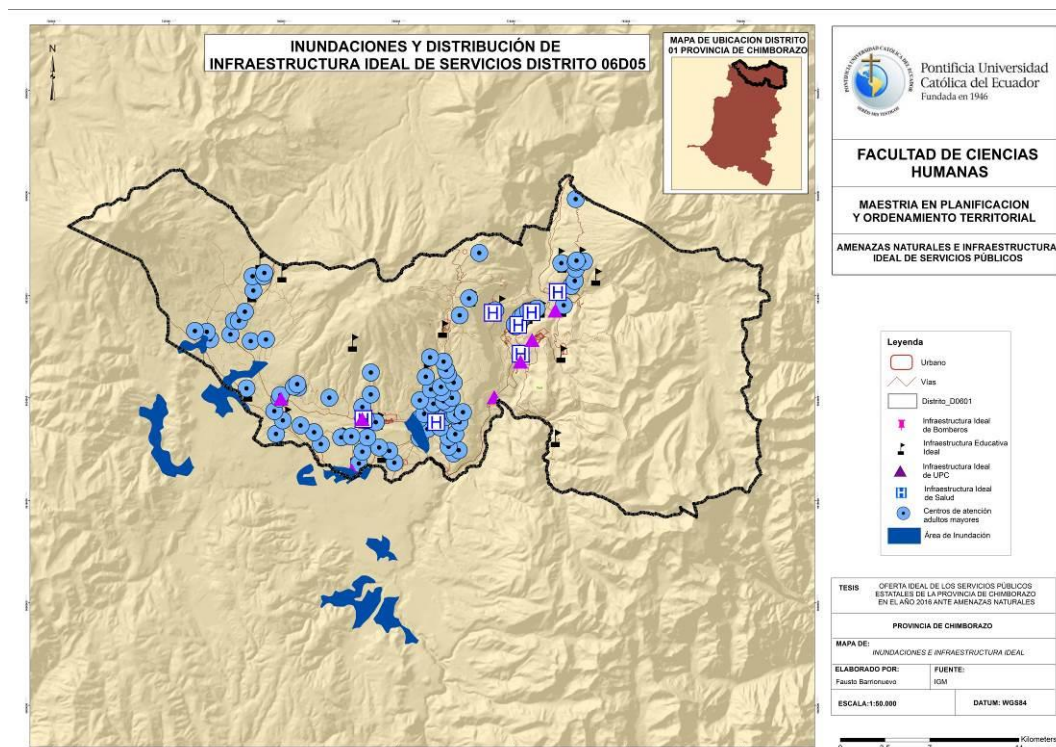 INUNDACIONES Y DISTRIBUCIÓN DE
INFRAESTRUCTURA IDEAL DE SERVICIOS DISTRITO 06D05
N
MAPA DE UBICACION DISTRITO
01 PROVINCIA DE CHIMBORAZO
Pontificia Universidad
Católica del Ecuador
Fundada en 1946
FACULTAD DE CIENCIAS
HUMANAS
MAESTRIA EN PLANIFICACION
Y ORDENAMIENTO TERRITORIAL
AMENAZAS NATURALES E INFRAESTRUCTURA
IDEAL DE SERVICIOS PÚBLICOS
Leyenda
Urbano
Vías
Distrito_D0601
Infraestructura Ideal
de Bomberos
Infraestructura Educativa
Ideal
Infraestructura Ideal
de UPC
Infraestructura Ideal
de Salud
Centros de atención
adultos mayores
Área de Inundación
TESIS
OFERTA IDEAL DE LOS SERVICIOS PÚBLICOS
ESTATALES DE LA PROVINCIA DE CHIMBORAZO
EN EL AÑO 2016 ANTE AMENAZAS NATURALES
PROVINCIA DE CHIMBORAZO
MAPA DE:
INUNDACIONES E INFRAESTRUCTURA IDEAL
ELABORADO POR:
Fausto Barrionuevo
FUENTE:
IGM
ESCALA:1:50.000
DATUM: WGS84
Kilometers